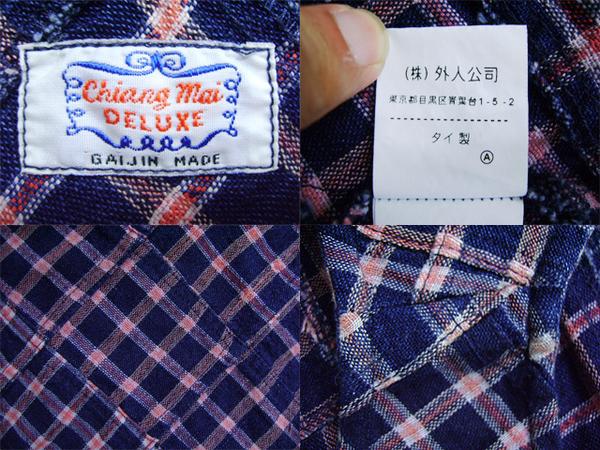 Chiang Mai
DELUXE
GAIJIN MADE
(株) 外人公司
東京都目黒区青葉台1-5-2
タイ製
A